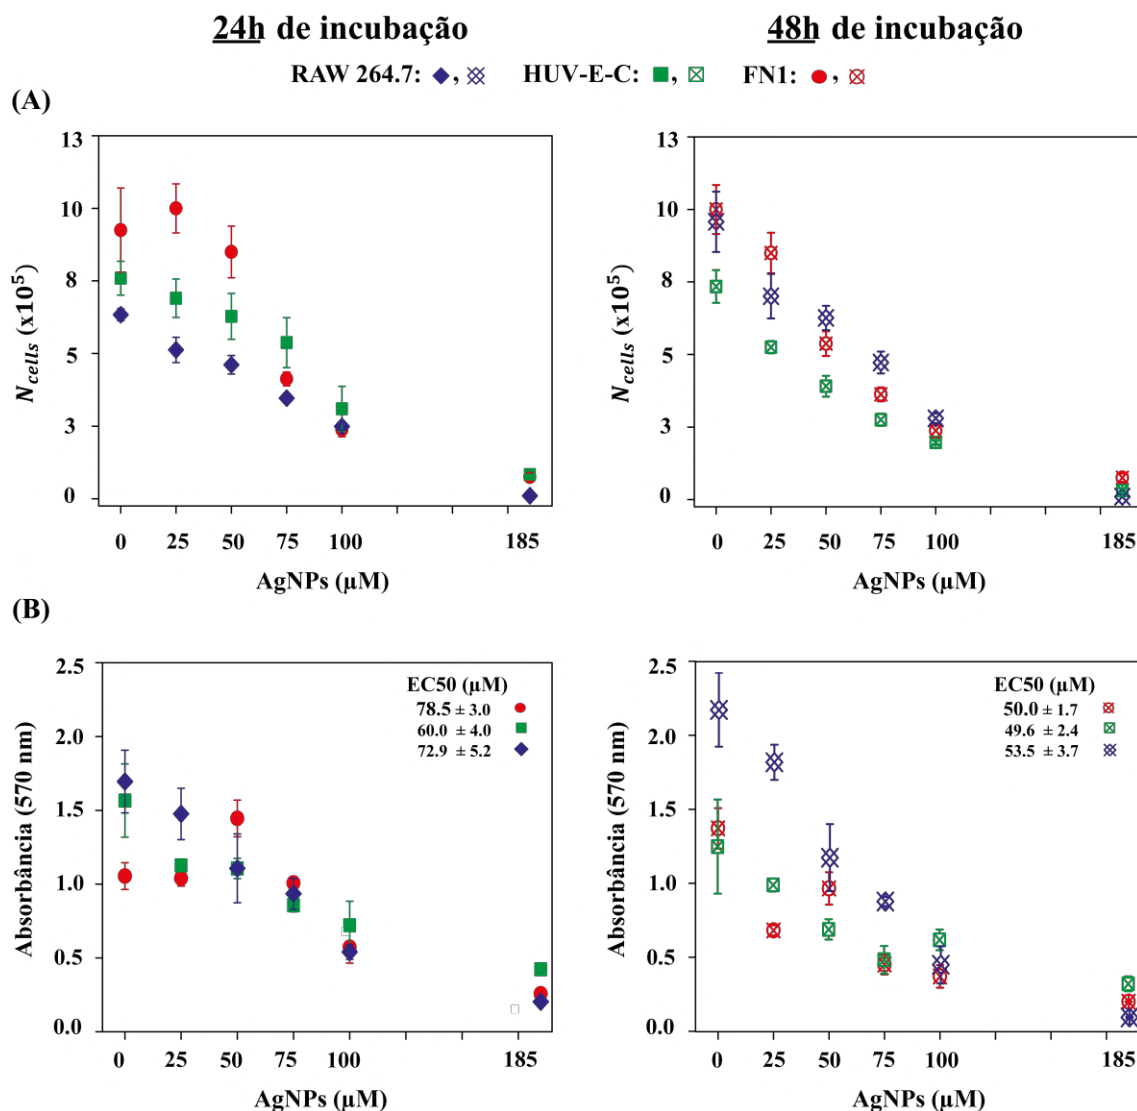 24h de incubação 48h de incubação
RAW 264.7: , HUV-E-C: , FN1: ,
(A)
13
10
8
5
3
0
N_cells (x10^5)
0 25 50 75 100 185
AgNPs (µM)
13
10
8
5
3
0
N_cells (x10^5)
0 25 50 75 100 185
AgNPs (µM)
(B)
2.5
2.0
1.5
1.0
0.5
0.0
Absorbância (570 nm)
EC50 (µM)
78.5 ± 3.0
60.0 ± 4.0
72.9 ± 5.2
0 25 50 75 100 185
AgNPs (µM)
2.5
2.0
1.5
1.0
0.5
0.0
Absorbância (570 nm)
EC50 (µM)
50.0 ± 1.7
49.6 ± 2.4
53.5 ± 3.7
0 25 50 75 100 185
AgNPs (µM)